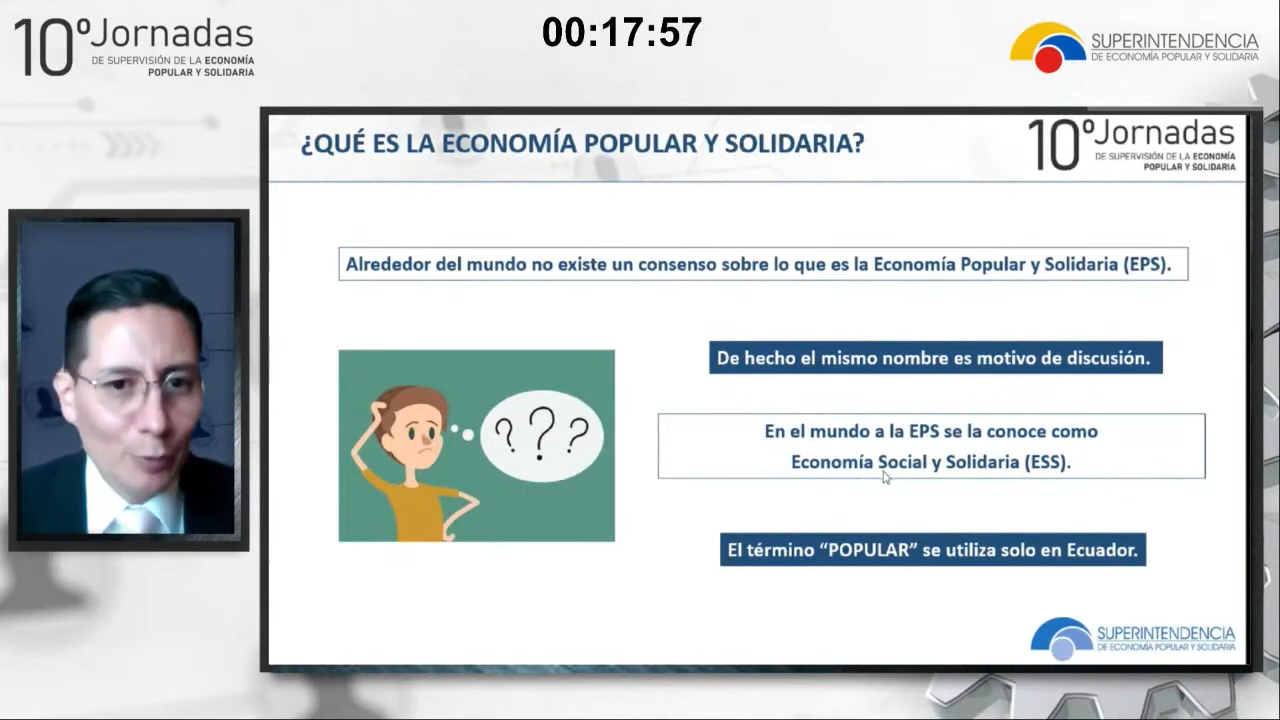 10º Jornadas
DE SUPERVISIÓN DE LA ECONOMÍA
POPULAR Y SOLIDARIA
00:17:57
SUPERINTENDENCIA
DE ECONOMÍA POPULAR Y SOLIDARIA
¿QUÉ ES LA ECONOMÍA POPULAR Y SOLIDARIA?
10º Jornadas
DE SUPERVISIÓN DE LA ECONOMÍA
POPULAR Y SOLIDARIA
Alrededor del mundo no existe un consenso sobre lo que es la Economía Popular y Solidaria (EPS).
De hecho el mismo nombre es motivo de discusión.
? ? ?
En el mundo a la EPS se la conoce como
Economía Social y Solidaria (ESS).
El término “POPULAR” se utiliza solo en Ecuador.
SUPERINTENDENCIA
DE ECONOMÍA POPULAR Y SOLIDARIA